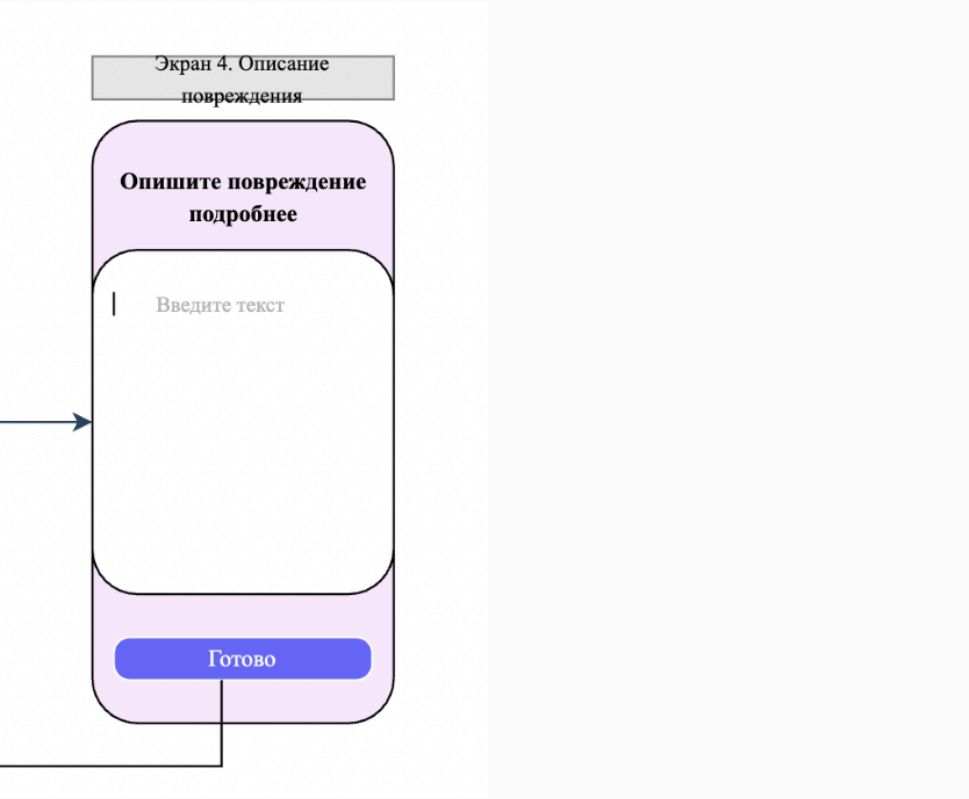 Экран 4. Описание
повреждения
Опишите повреждение
подробнее
Введите текст
Готово